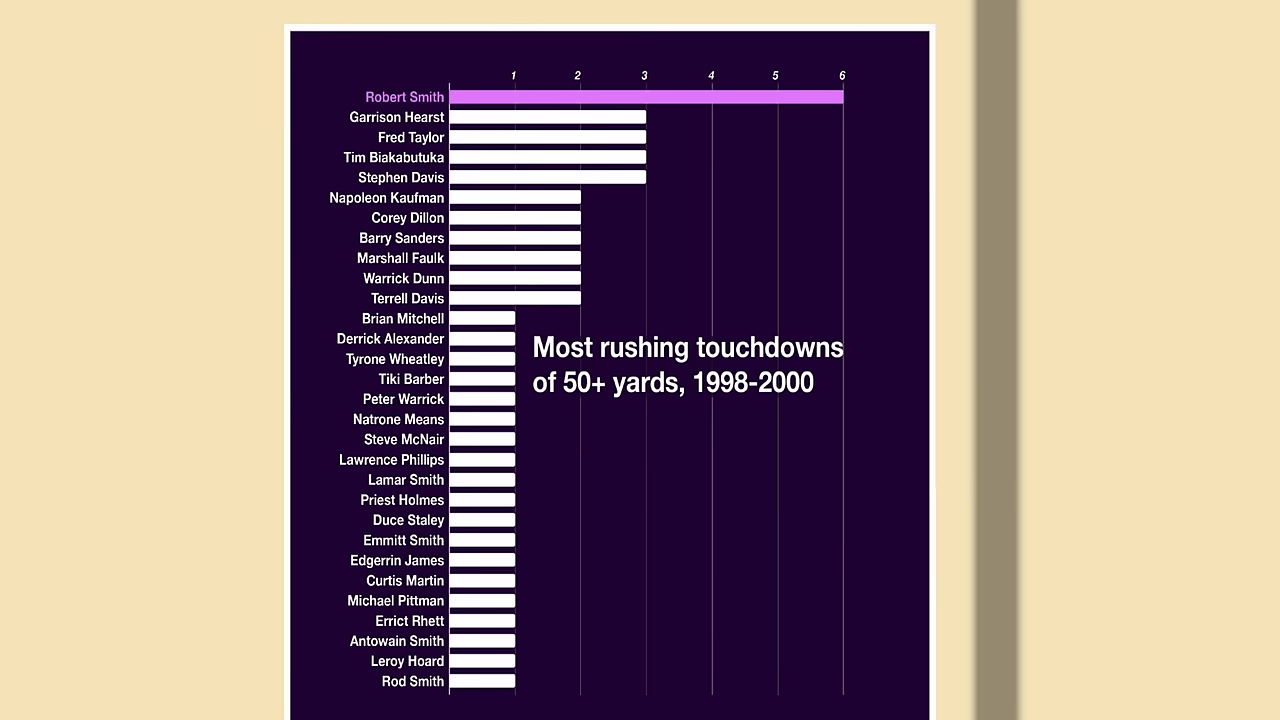 1 2 3 4 5 6
Robert Smith
Garrison Hearst
Fred Taylor
Tim Biakabutuka
Stephen Davis
Napoleon Kaufman
Corey Dillon
Barry Sanders
Marshall Faulk
Warrick Dunn
Terrell Davis
Brian Mitchell
Derrick Alexander
Tyrone Wheatley
Tiki Barber
Peter Warrick
Natrone Means
Steve McNair
Lawrence Phillips
Lamar Smith
Priest Holmes
Duce Staley
Emmitt Smith
Edgerrin James
Curtis Martin
Michael Pittman
Errict Rhett
Antowain Smith
Leroy Hoard
Rod Smith
Most rushing touchdowns
of 50+ yards, 1998-2000